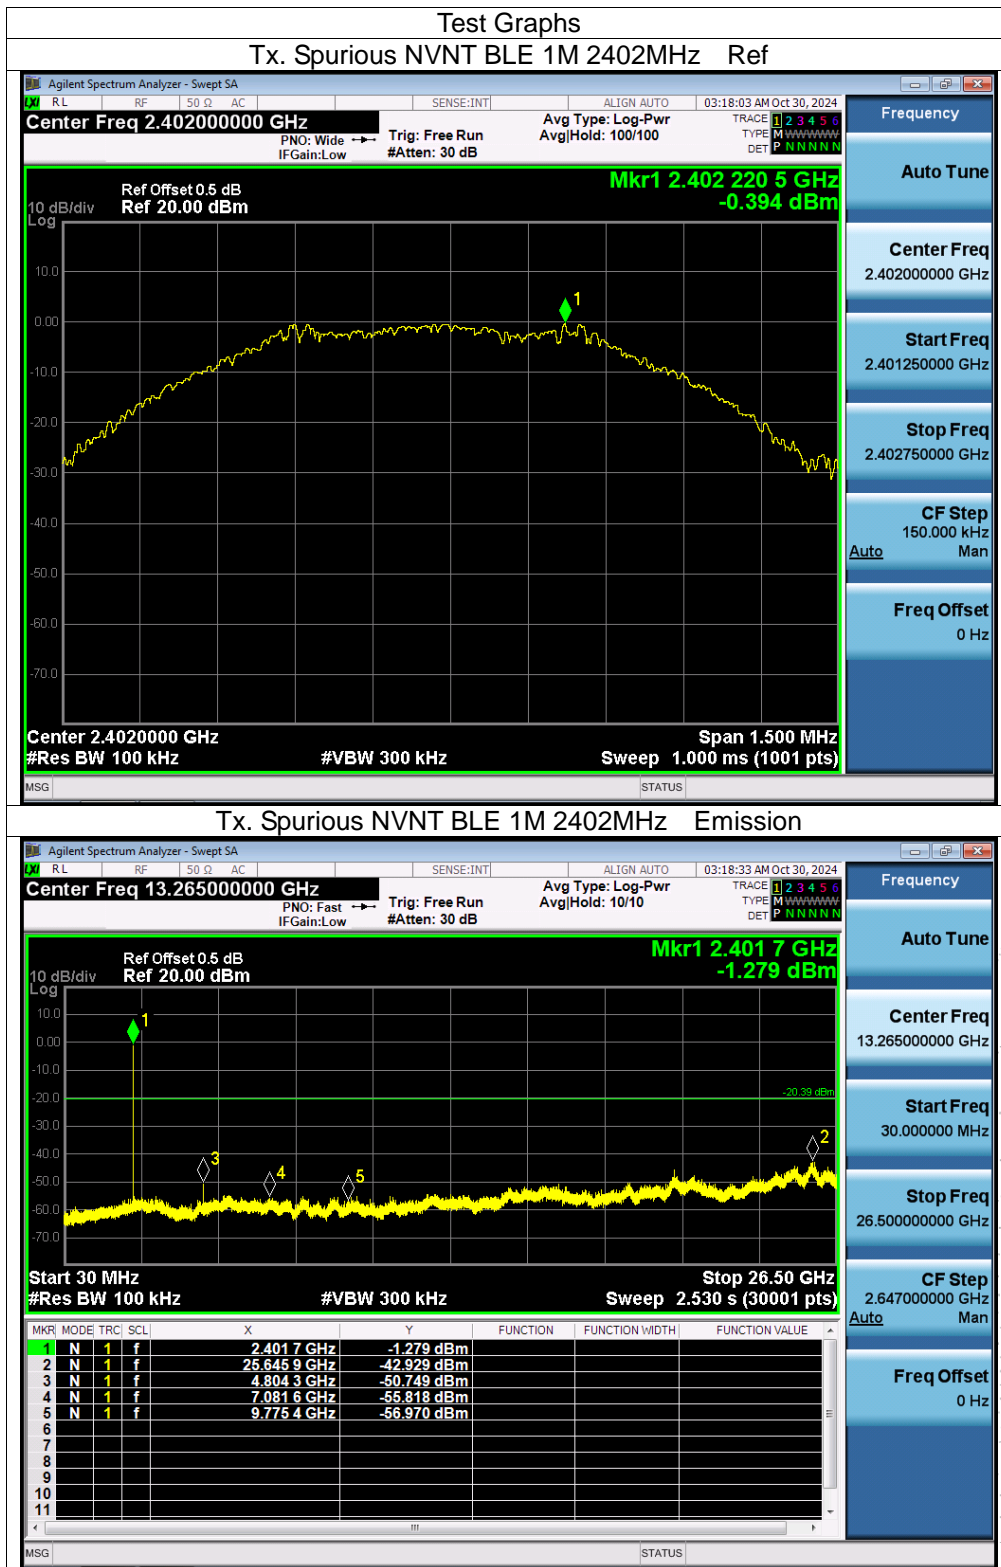 Test Graphs
Tx. Spurious NVNT BLE 1M 2402MHz Ref
Agilent Spectrum Analyzer - Swept SA
LXI RL RF 50 Ω AC SENSE:INT ALIGN AUTO 03:18:03 AM Oct 30, 2024
Center Freq 2.402000000 GHz Avg Type: Log-Pwr TRACE 1 2 3 4 5 6
PNO: Wide Trig: Free Run Avg|Hold: 100/100 TYPE M WWWWW
IFGain:Low #Atten: 30 dB DET P N N N N N
Frequency
Auto Tune
Center Freq
2.402000000 GHz
Start Freq
2.401250000 GHz
Stop Freq
2.402750000 GHz
CF Step
150.000 kHz
Auto Man
Freq Offset
0 Hz
Mkr1 2.402 220 5 GHz
-0.394 dBm
Ref Offset 0.5 dB
10 dB/div Ref 20.00 dBm
Log
10.0
1
0.00
-10.0
-20.0
-30.0
-40.0
-50.0
-60.0
-70.0
Center 2.4020000 GHz Span 1.500 MHz
#Res BW 100 kHz #VBW 300 kHz Sweep 1.000 ms (1001 pts)
MSG STATUS
Tx. Spurious NVNT BLE 1M 2402MHz Emission
Agilent Spectrum Analyzer - Swept SA
LXI RL RF 50 Ω AC SENSE:INT ALIGN AUTO 03:18:33 AM Oct 30, 2024
Center Freq 13.265000000 GHz Avg Type: Log-Pwr TRACE 1 2 3 4 5 6
PNO: Fast Trig: Free Run Avg|Hold: 10/10 TYPE M WWWWW
IFGain:Low #Atten: 30 dB DET P N N N N N
Frequency
Auto Tune
Center Freq
13.265000000 GHz
Start Freq
30.000000 MHz
Stop Freq
26.500000000 GHz
CF Step
2.647000000 GHz
Auto Man
Freq Offset
0 Hz
Mkr1 2.401 7 GHz
-1.279 dBm
Ref Offset 0.5 dB
10 dB/div Ref 20.00 dBm
Log
10.0
1
0.00
-10.0
-20.0
-20.39 dBm
-30.0
2
-40.0
3
4
5
-50.0
-60.0
-70.0
Start 30 MHz Stop 26.50 GHz
#Res BW 100 kHz #VBW 300 kHz Sweep 2.530 s (30001 pts)
MKR MODE TRC SCL X Y FUNCTION FUNCTION WIDTH FUNCTION VALUE
1 N 1 f 2.401 7 GHz -1.279 dBm
2 N 1 f 25.645 9 GHz -42.929 dBm
3 N 1 f 4.804 3 GHz -50.749 dBm
4 N 1 f 7.081 6 GHz -55.818 dBm
5 N 1 f 9.775 4 GHz -56.970 dBm
6
7
8
9
10
11
MSG STATUS